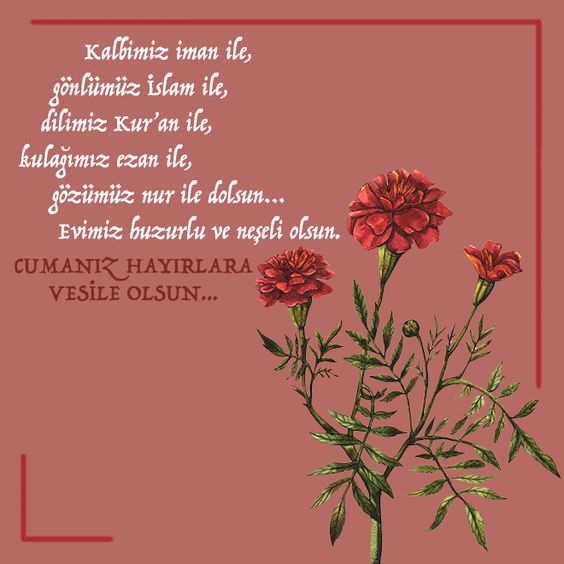 Kalbimiz iman ile,
gönlümüz İslam ile,
dilimiz Kur'an ile,
kulağımız ezan ile,
gözümüz nur ile dolsun...
Evimiz huzurlu ve neşeli olsun.
CUMANIZ HAYIRLARA
VESİLE OLSUN...